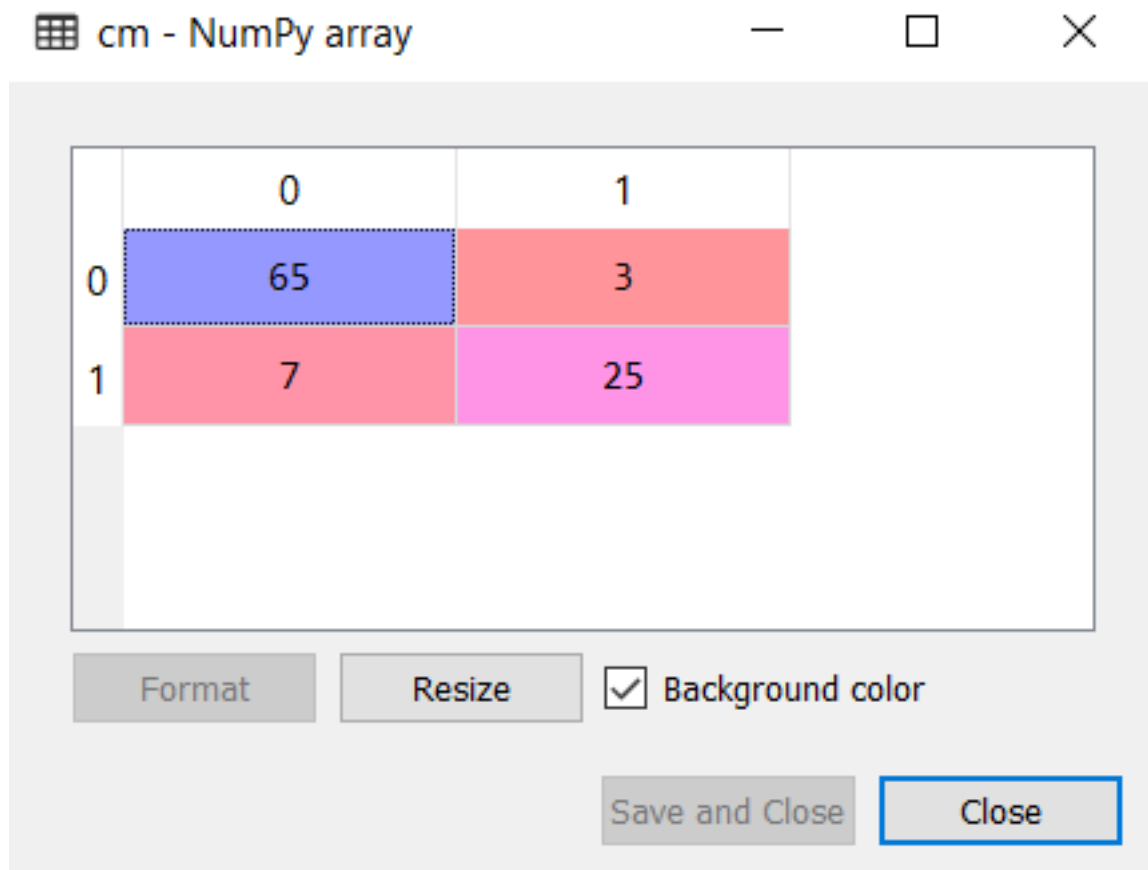 cm - NumPy array
0 1
0 65 3
1 7 25
Format Resize Background color
Save and Close Close